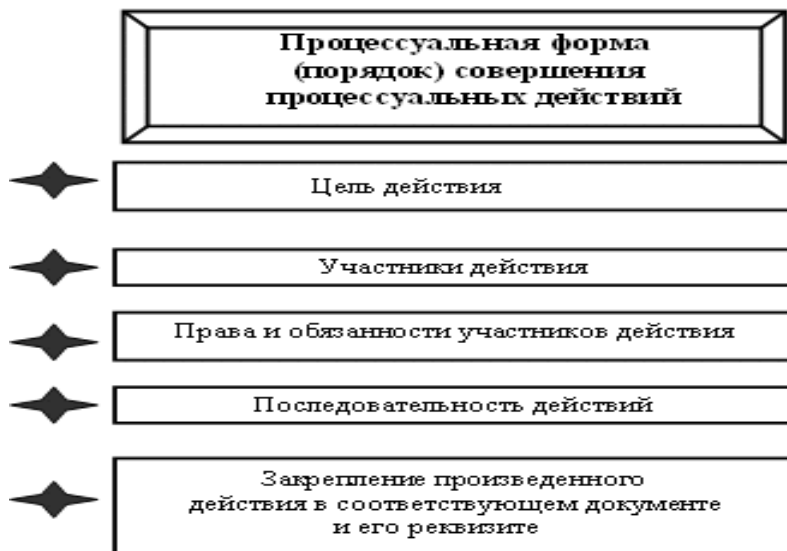 Процессуальная форма
(порядок) совершения
процессуальных действий
Цель действия
Участники действия
Права и обязанности участников действия
Последовательность действий
Закрепление произведенного
действия в соответствующем документе
и его реквизите